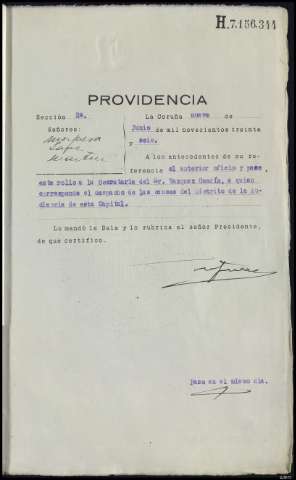 H.7.156.344
PROVIDENCIA
Sección 2ª. La Coruña nueve de
Señores: Junio de mil novecientos treinta
y seis.
A los antecedentes de su re-
ferencia el anterior oficio y pase
este rollo a la Secretaria del Sr. Vazquez Gascía, a quien
corresponde el despacho de las causas del Distrito de la Au-
diencia de esta Capital.
Lo mandó la Sala y lo rubrica el señor Presidente,
de que certifico.
Pasa en el mismo día.